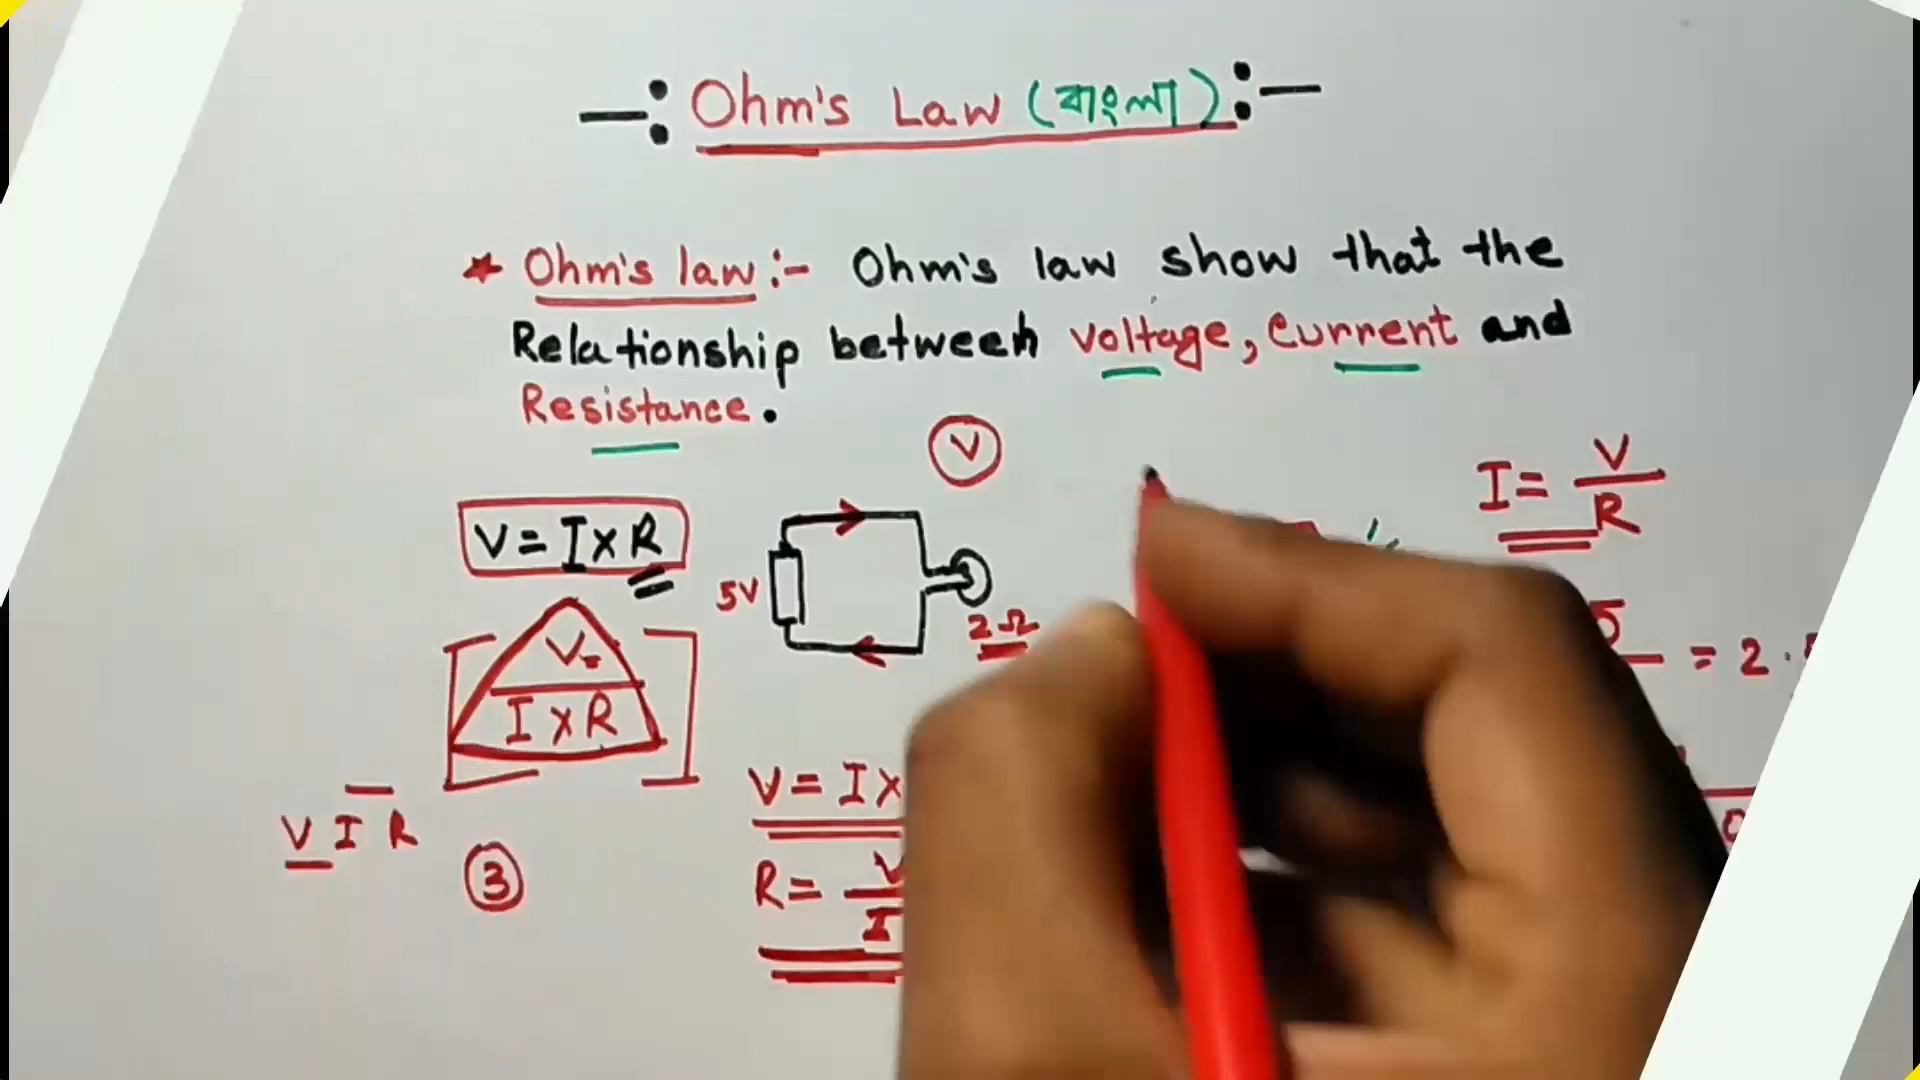 Ohm's Law (বাংলা)
* Ohm's law:- Ohm's law show that the
Relationship between voltage, Current and
Resistance.
V
V = I x R
I = V / R
5V
2Ω
V
I x R
5
= 2.
V I R
3
V = I x
R = V / I